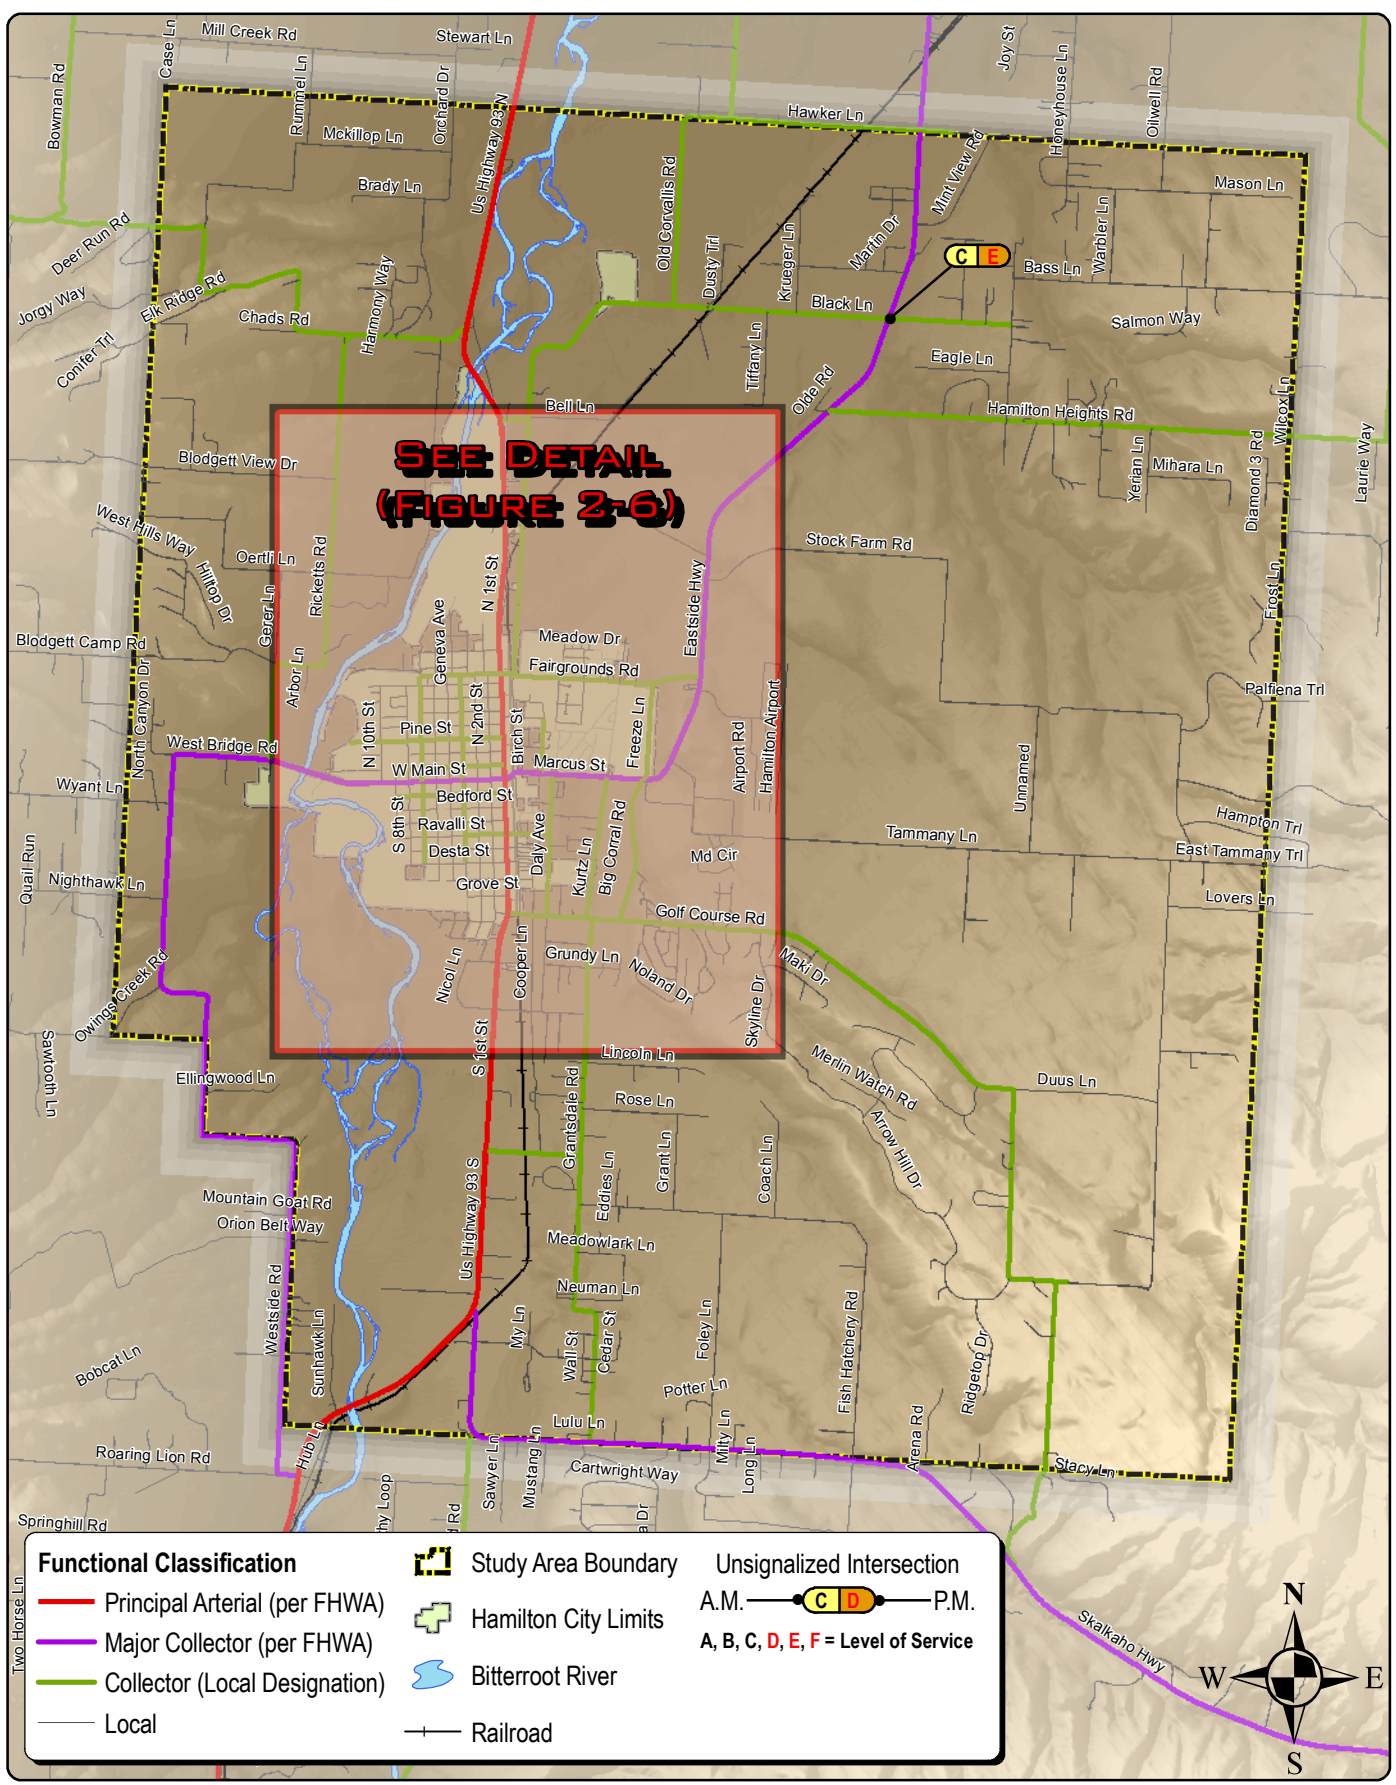 Case Ln
Mill Creek Rd
Stewart Ln
Joy St
Honeyhouse Ln
Oilwell Rd
Bowman Rd
Rummel Ln
Orchard Dr
Us Highway 93 N
Hawker Ln
Mckillop Ln
Brady Ln
Mint View Rd
Mason Ln
Old Corvallis Rd
Warbler Ln
Deer Run Rd
Dusty Trl
Krueger Ln
Martin Dr
C E
Bass Ln
Jorgy Way
Elk Ridge Rd
Harmony Way
Chads Rd
Black Ln
Salmon Way
Conifer Trl
Tiffany Ln
Eagle Ln
Olde Rd
Bell Ln
Hamilton Heights Rd
Wilcox Ln
Laurie Way
See Detail
(Figure 2-6)
Blodgett View Dr
Yerian Ln
Mihara Ln
Diamond 3 Rd
West Hills Way
Oertli Ln
Stock Farm Rd
Hilltop Dr
Gerer Ln
Ricketts Rd
N 1st St
Eastside Hwy
Frost Ln
Blodgett Camp Rd
Geneva Ave
Meadow Dr
Fairgrounds Rd
Arbor Ln
North Canyon Dr
Palfiena Trl
N 10th St
Pine St
N 2nd St
Birch St
Freeze Ln
Airport Rd
Hamilton Airport
West Bridge Rd
W Main St
Marcus St
Unnamed
Wyant Ln
Bedford St
S 8th St
Ravalli St
Desta St
Daly Ave
Kurtz Ln
Big Corral Rd
Md Cir
Tammany Ln
Hampton Trl
East Tammany Trl
Quail Run
Nighthawk Ln
Grove St
Lovers Ln
Golf Course Rd
Owings Creek Rd
Nicol Ln
Cooper Ln
Grundy Ln
Noland Dr
Maki Dr
Skyline Dr
Sawtooth Ln
S 1st St
Lincoln Ln
Ellingwood Ln
Merlin Watch Rd
Duus Ln
Grantsdale Rd
Rose Ln
Arrow Hill Dr
Grant Ln
Coach Ln
Eddies Ln
Mountain Goat Rd
Orion Belt Way
Us Highway 93 S
Meadowlark Ln
Neuman Ln
Westside Rd
Sunhawk Ln
My Ln
Wall St
Cedar St
Foley Ln
Fish Hatchery Rd
Ridgetop Dr
Bobcat Ln
Potter Ln
Lulu Ln
Milty Ln
Arena Rd
Hub Ln
Roaring Lion Rd
Sawyer Ln
Mustang Ln
Cartwright Way
Long Ln
Stacy Ln
thy Loop
d Rd
a Dr
Springhill Rd
Two Horse Ln
Skalkaho Hwy
Functional Classification
Principal Arterial (per FHWA)
Major Collector (per FHWA)
Collector (Local Designation)
Local
Study Area Boundary
Hamilton City Limits
Bitterroot River
Railroad
Unsignalized Intersection
A.M. C D P.M.
A, B, C, D, E, F = Level of Service
N
W E
S